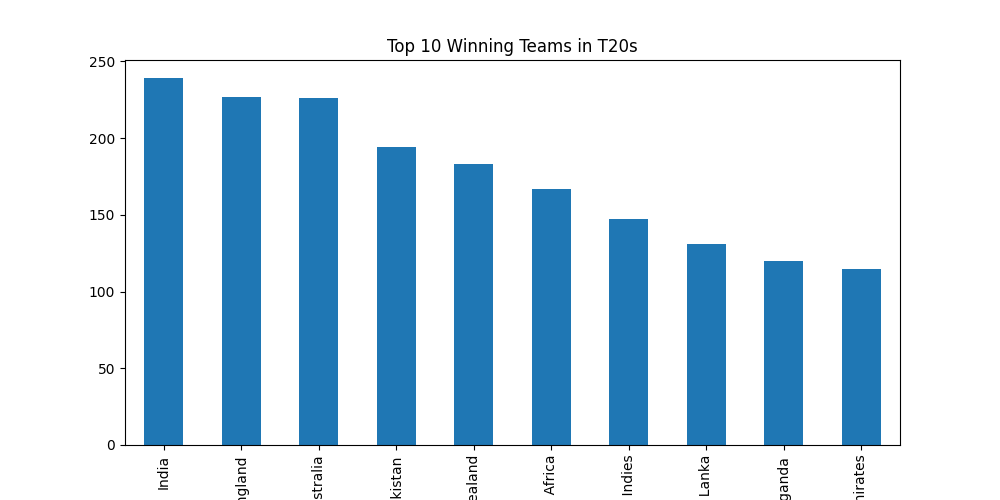 Top 10 Winning Teams in T20s
250
200
150
100
50
0
India
ngland
stralia
kistan
ealand
Africa
Indies
Lanka
ganda
irates